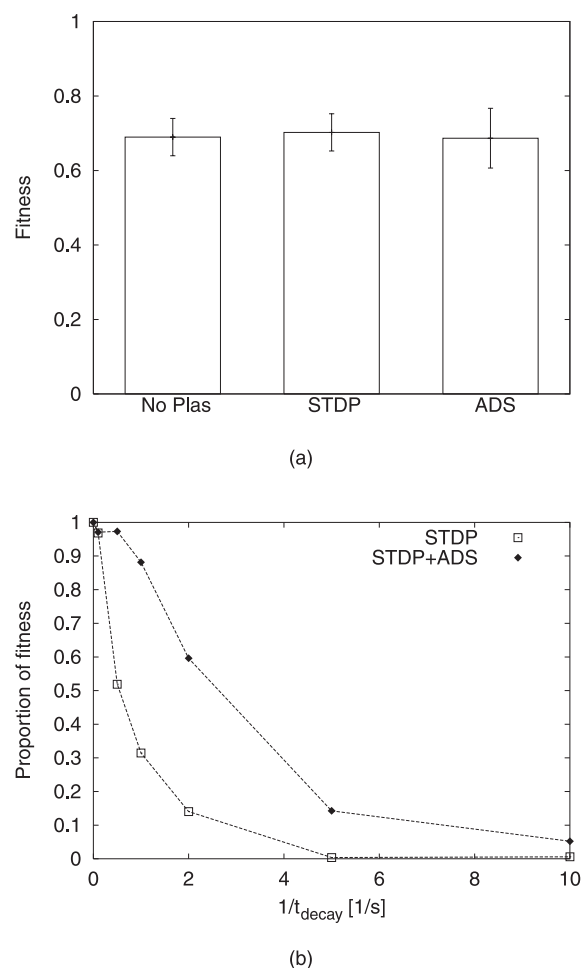 1
0.8
0.6
0.4
0.2
0
Fitness
No Plas STDP ADS
(a)
1
0.9
0.8
0.7
0.6
0.5
0.4
0.3
0.2
0.1
0
Proportion of fitness
STDP
STDP+ADS
0 2 4 6 8 10
1/t_decay [1/s]
(b)